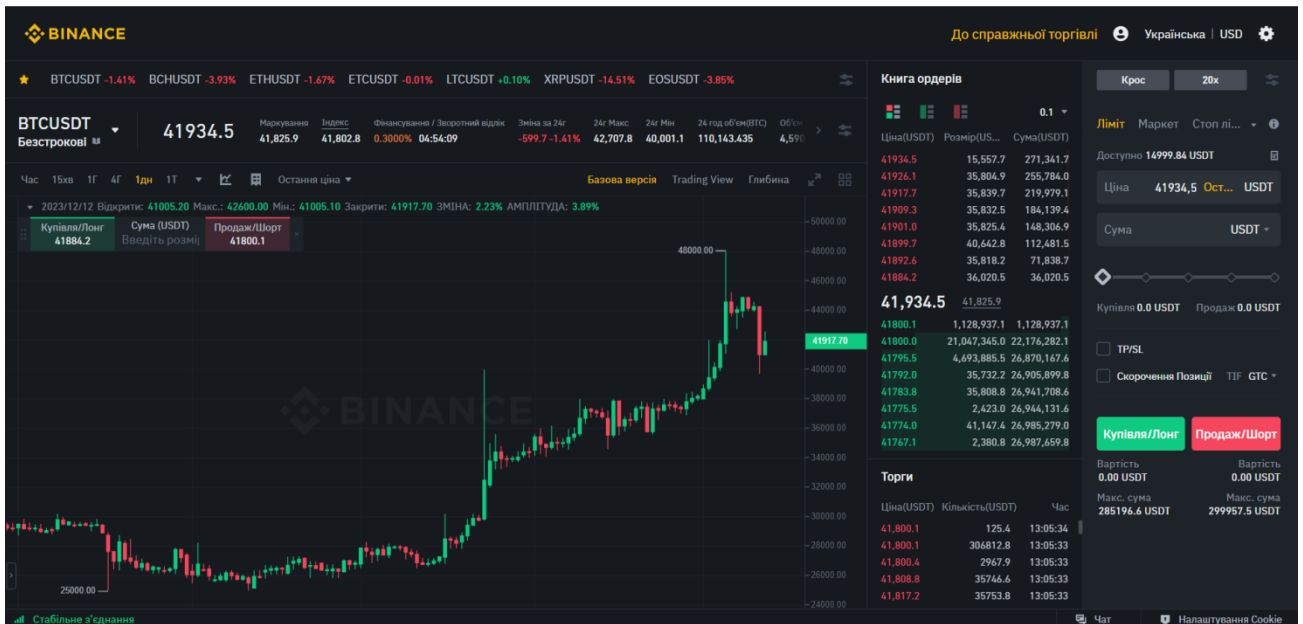 BINANCE
До справжньої торгівлі Українська | USD
BTCUSDT -1.41% BCHUSDT -3.93% ETHUSDT -1.67% ETCUSDT -0.01% LTCUSDT +0.10% XRPUSDT -14.51% EOSUSDT -3.85%
BTCUSDT
Безстрокові
41934.5
Маркування Індекс Фінансування / Зворотний відлік Зміна за 24г 24г Макс 24г Мін 24 год об'єм(BTC)
41,825.9 41,802.8 0.3000% 04:54:09 -599.7 -1.41% 42,707.8 40,001.1 110,143.435 4,590
Час 15хв 1Г 4Г 1дн 1Т Остання ціна Базова версія Trading View Глибина
2023/12/12 Відкрити: 41005.20 Макс.: 42600.00 Мін.: 41005.10 Закрити: 41917.70 ЗМІНА: 2.23% АМПЛІТУДА: 3.89%
Купівля/Лонг Сума (USDT) Продаж/Шорт
41884.2 Введіть розмі 41800.1
48000.00
25000.00
BINANCE
50000.00
48000.00
46000.00
44000.00
41917.70
40000.00
38000.00
36000.00
34000.00
32000.00
30000.00
28000.00
26000.00
24000.00
Книга ордерів
0.1
Ціна(USDT) Розмір(US... Сума(USDT)
41934.5 15,557.7 271,341.7
41926.1 35,804.9 255,784.0
41917.7 35,839.7 219,979.1
41909.3 35,832.5 184,139.4
41901.0 35,825.4 148,306.9
41899.7 40,642.8 112,481.5
41892.6 35,818.2 71,838.7
41884.2 36,020.5 36,020.5
41,934.5 41,825.9
41800.1 1,128,937.1 1,128,937.1
41800.0 21,047,345.0 22,176,282.1
41795.5 4,693,885.5 26,870,167.6
41792.0 35,732.2 26,905,899.8
41783.8 35,808.8 26,941,708.6
41775.5 2,423.0 26,944,131.6
41774.0 41,147.4 26,985,279.0
41767.1 2,380.8 26,987,659.8
Торги
Ціна(USDT) Кількість(USDT) Час
41,800.1 125.4 13:05:34
41,800.1 306812.8 13:05:33
41,800.4 2967.9 13:05:33
41,808.8 35746.6 13:05:33
41,817.2 35753.8 13:05:33
Крос 20x
Ліміт Маркет Стоп лі...
Доступно 14999.84 USDT
Ціна 41934,5 Ост... USDT
Сума USDT
Купівля 0.0 USDT Продаж 0.0 USDT
TP/SL
Скорочення Позиції TIF GTC
Купівля/Лонг Продаж/Шорт
Вартість Вартість
0.00 USDT 0.00 USDT
Макс. сума Макс. сума
285196.6 USDT 299957.5 USDT
Стабільне з'єднання Чат Налаштування Cookie